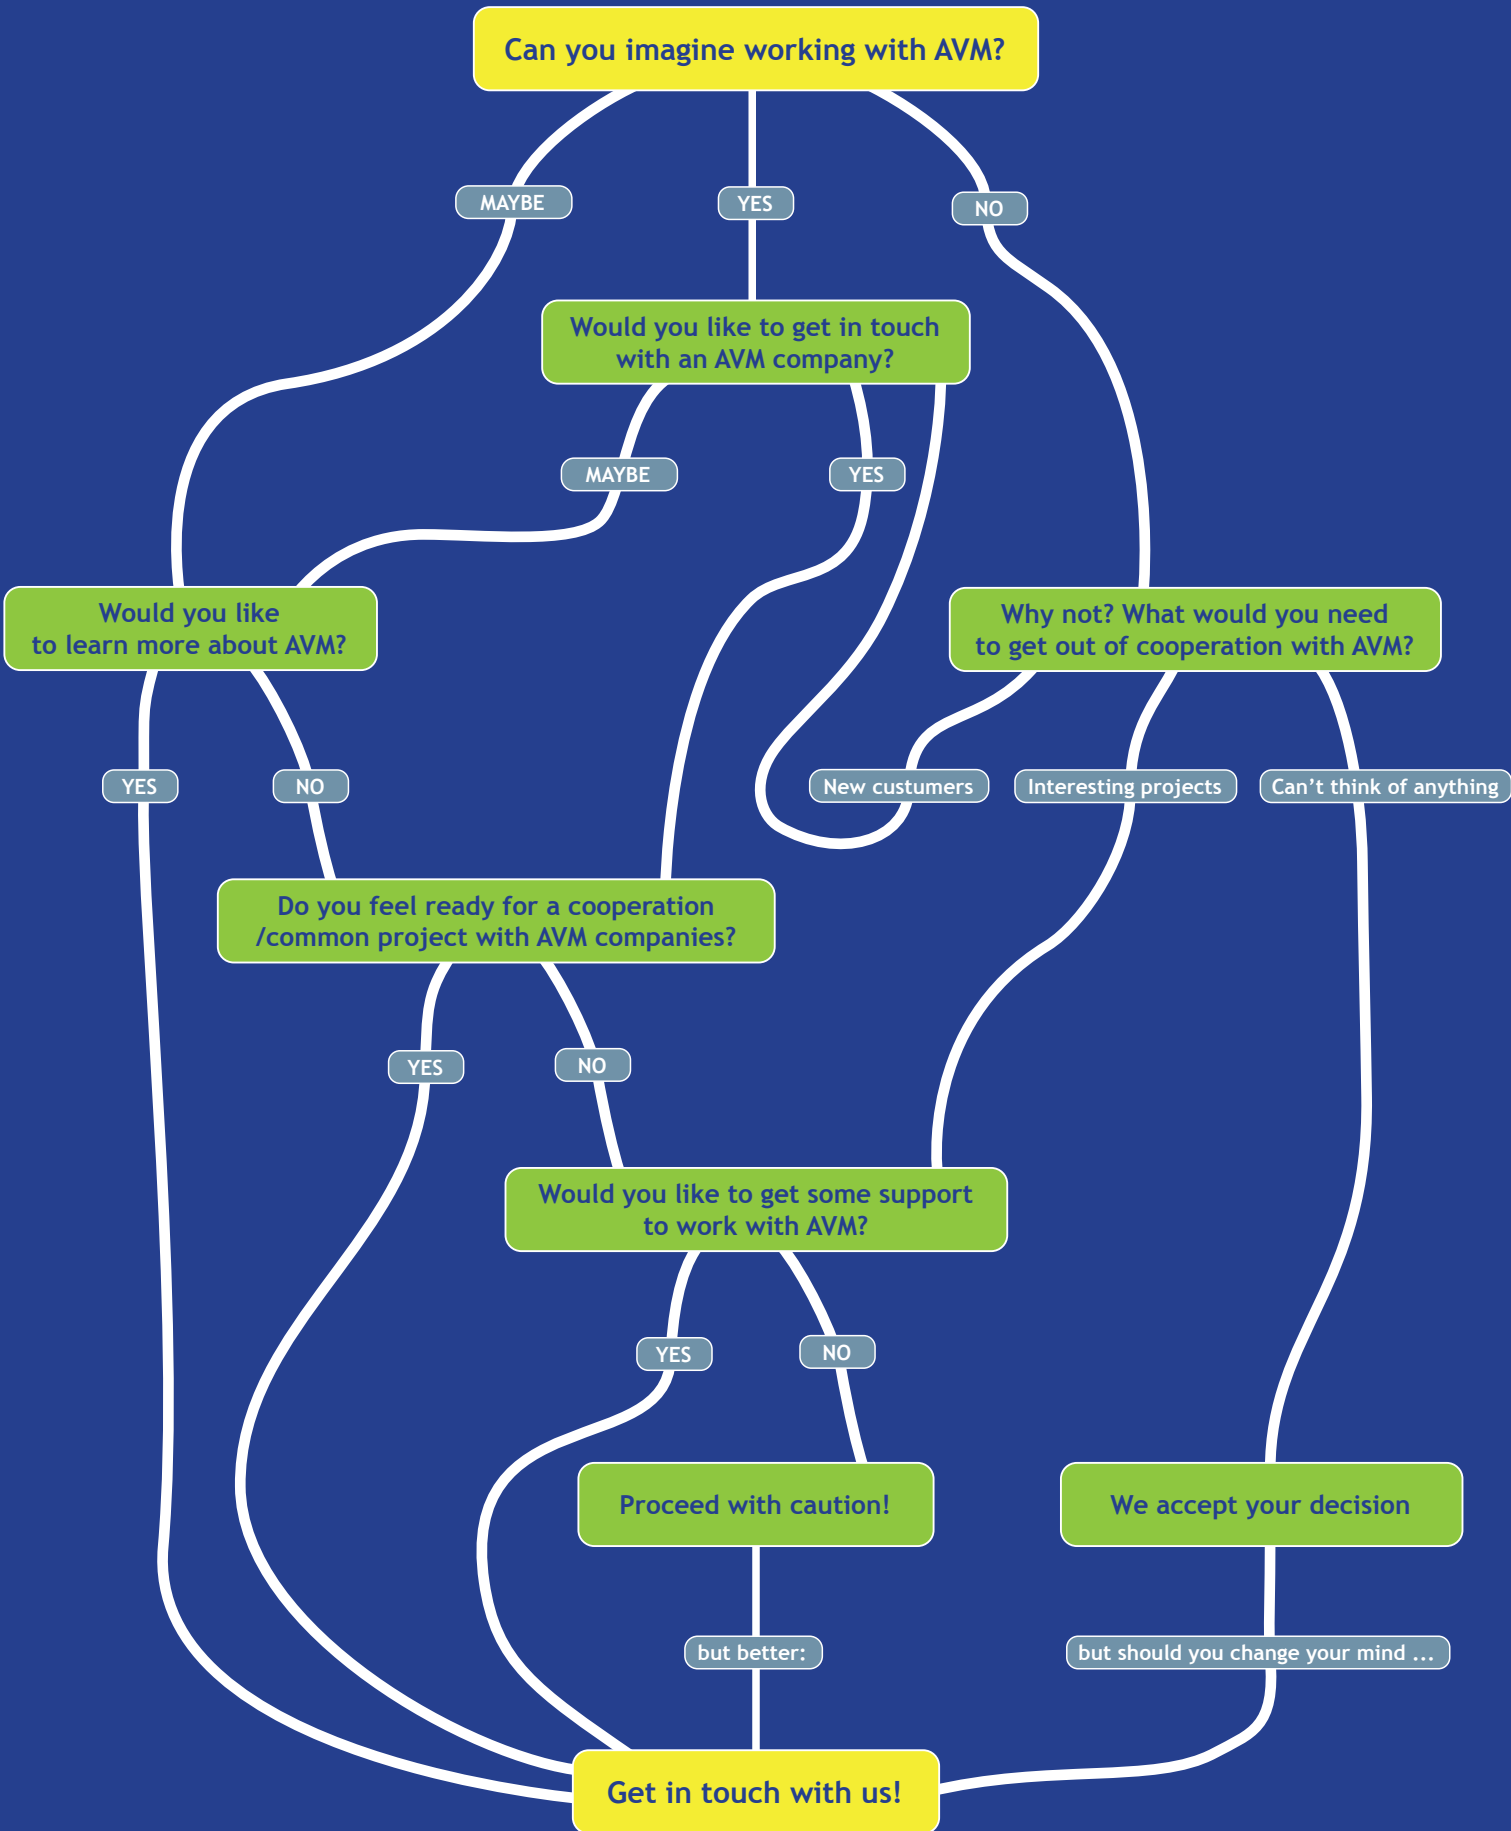 Can you imagine working with AVM?
MAYBE
YES
NO
Would you like to get in touch
with an AVM company?
MAYBE
YES
Would you like
to learn more about AVM?
Why not? What would you need
to get out of cooperation with AVM?
YES
NO
New custumers
Interesting projects
Can’t think of anything
Do you feel ready for a cooperation
/common project with AVM companies?
YES
NO
Would you like to get some support
to work with AVM?
YES
NO
Proceed with caution!
We accept your decision
but better:
but should you change your mind ...
Get in touch with us!